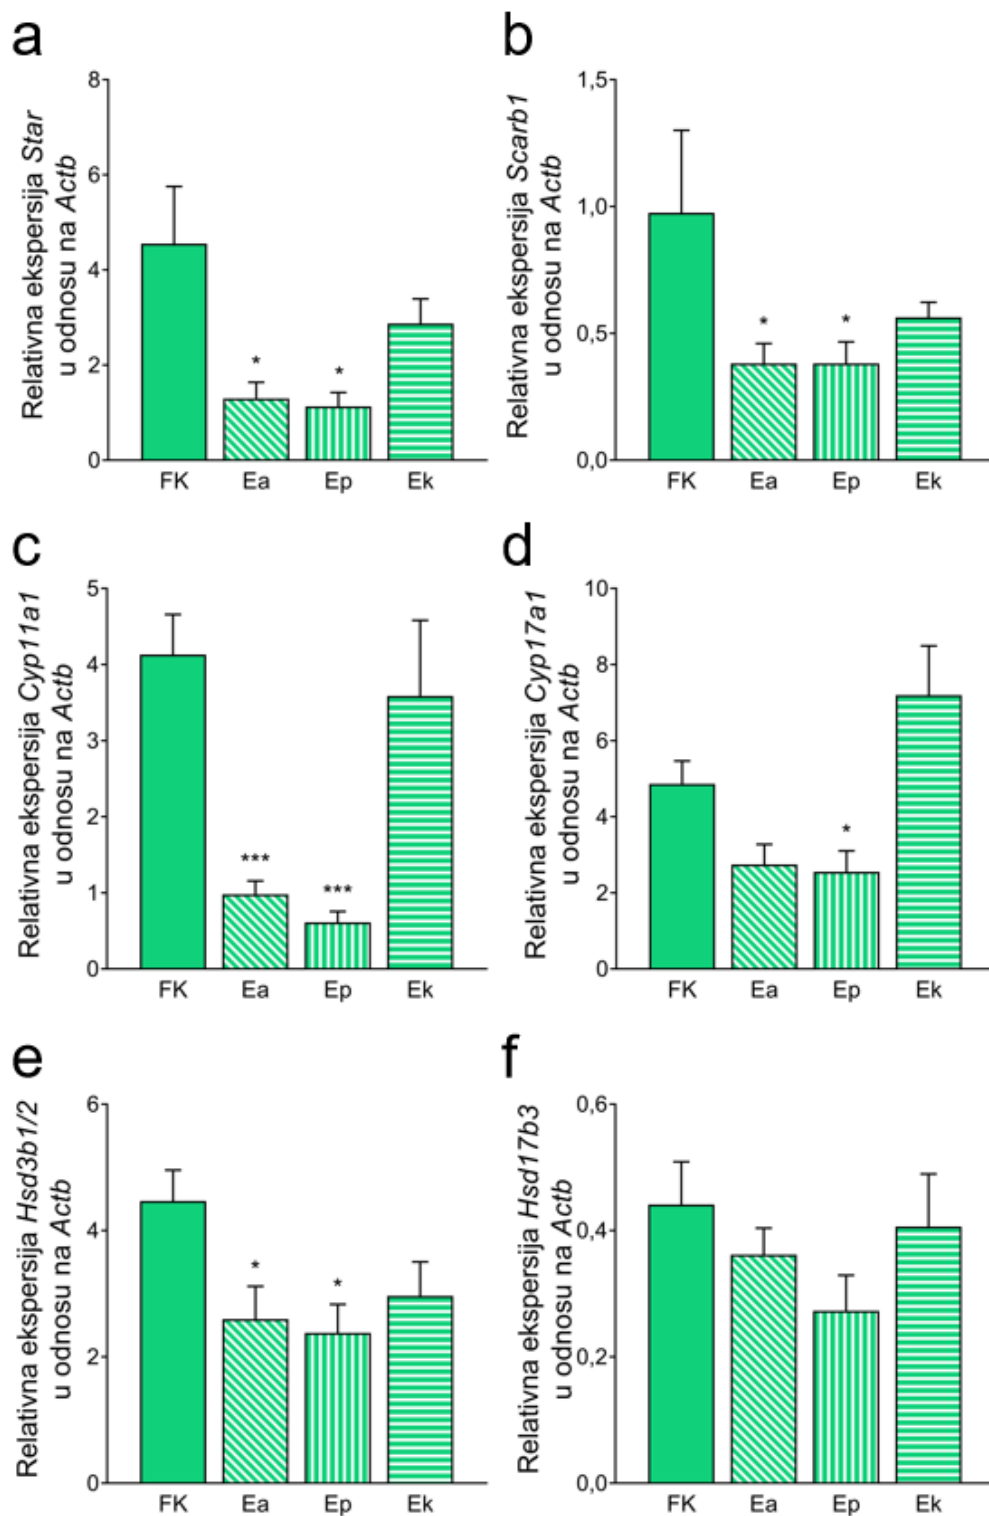 a
Relativna ekspersija Star
u odnosu na Actb
8
6
4
2
0
* *
FK Ea Ep Ek
b
Relativna ekspersija Scarb1
u odnosu na Actb
1,5
1,0
0,5
0,0
* *
FK Ea Ep Ek
c
Relativna ekspersija Cyp11a1
u odnosu na Actb
5
4
3
2
1
0
*** ***
FK Ea Ep Ek
d
Relativna ekspersija Cyp17a1
u odnosu na Actb
10
8
6
4
2
0
*
FK Ea Ep Ek
e
Relativna ekspersija Hsd3b1/2
u odnosu na Actb
6
4
2
0
* *
FK Ea Ep Ek
f
Relativna ekspersija Hsd17b3
u odnosu na Actb
0,6
0,4
0,2
0,0
FK Ea Ep Ek